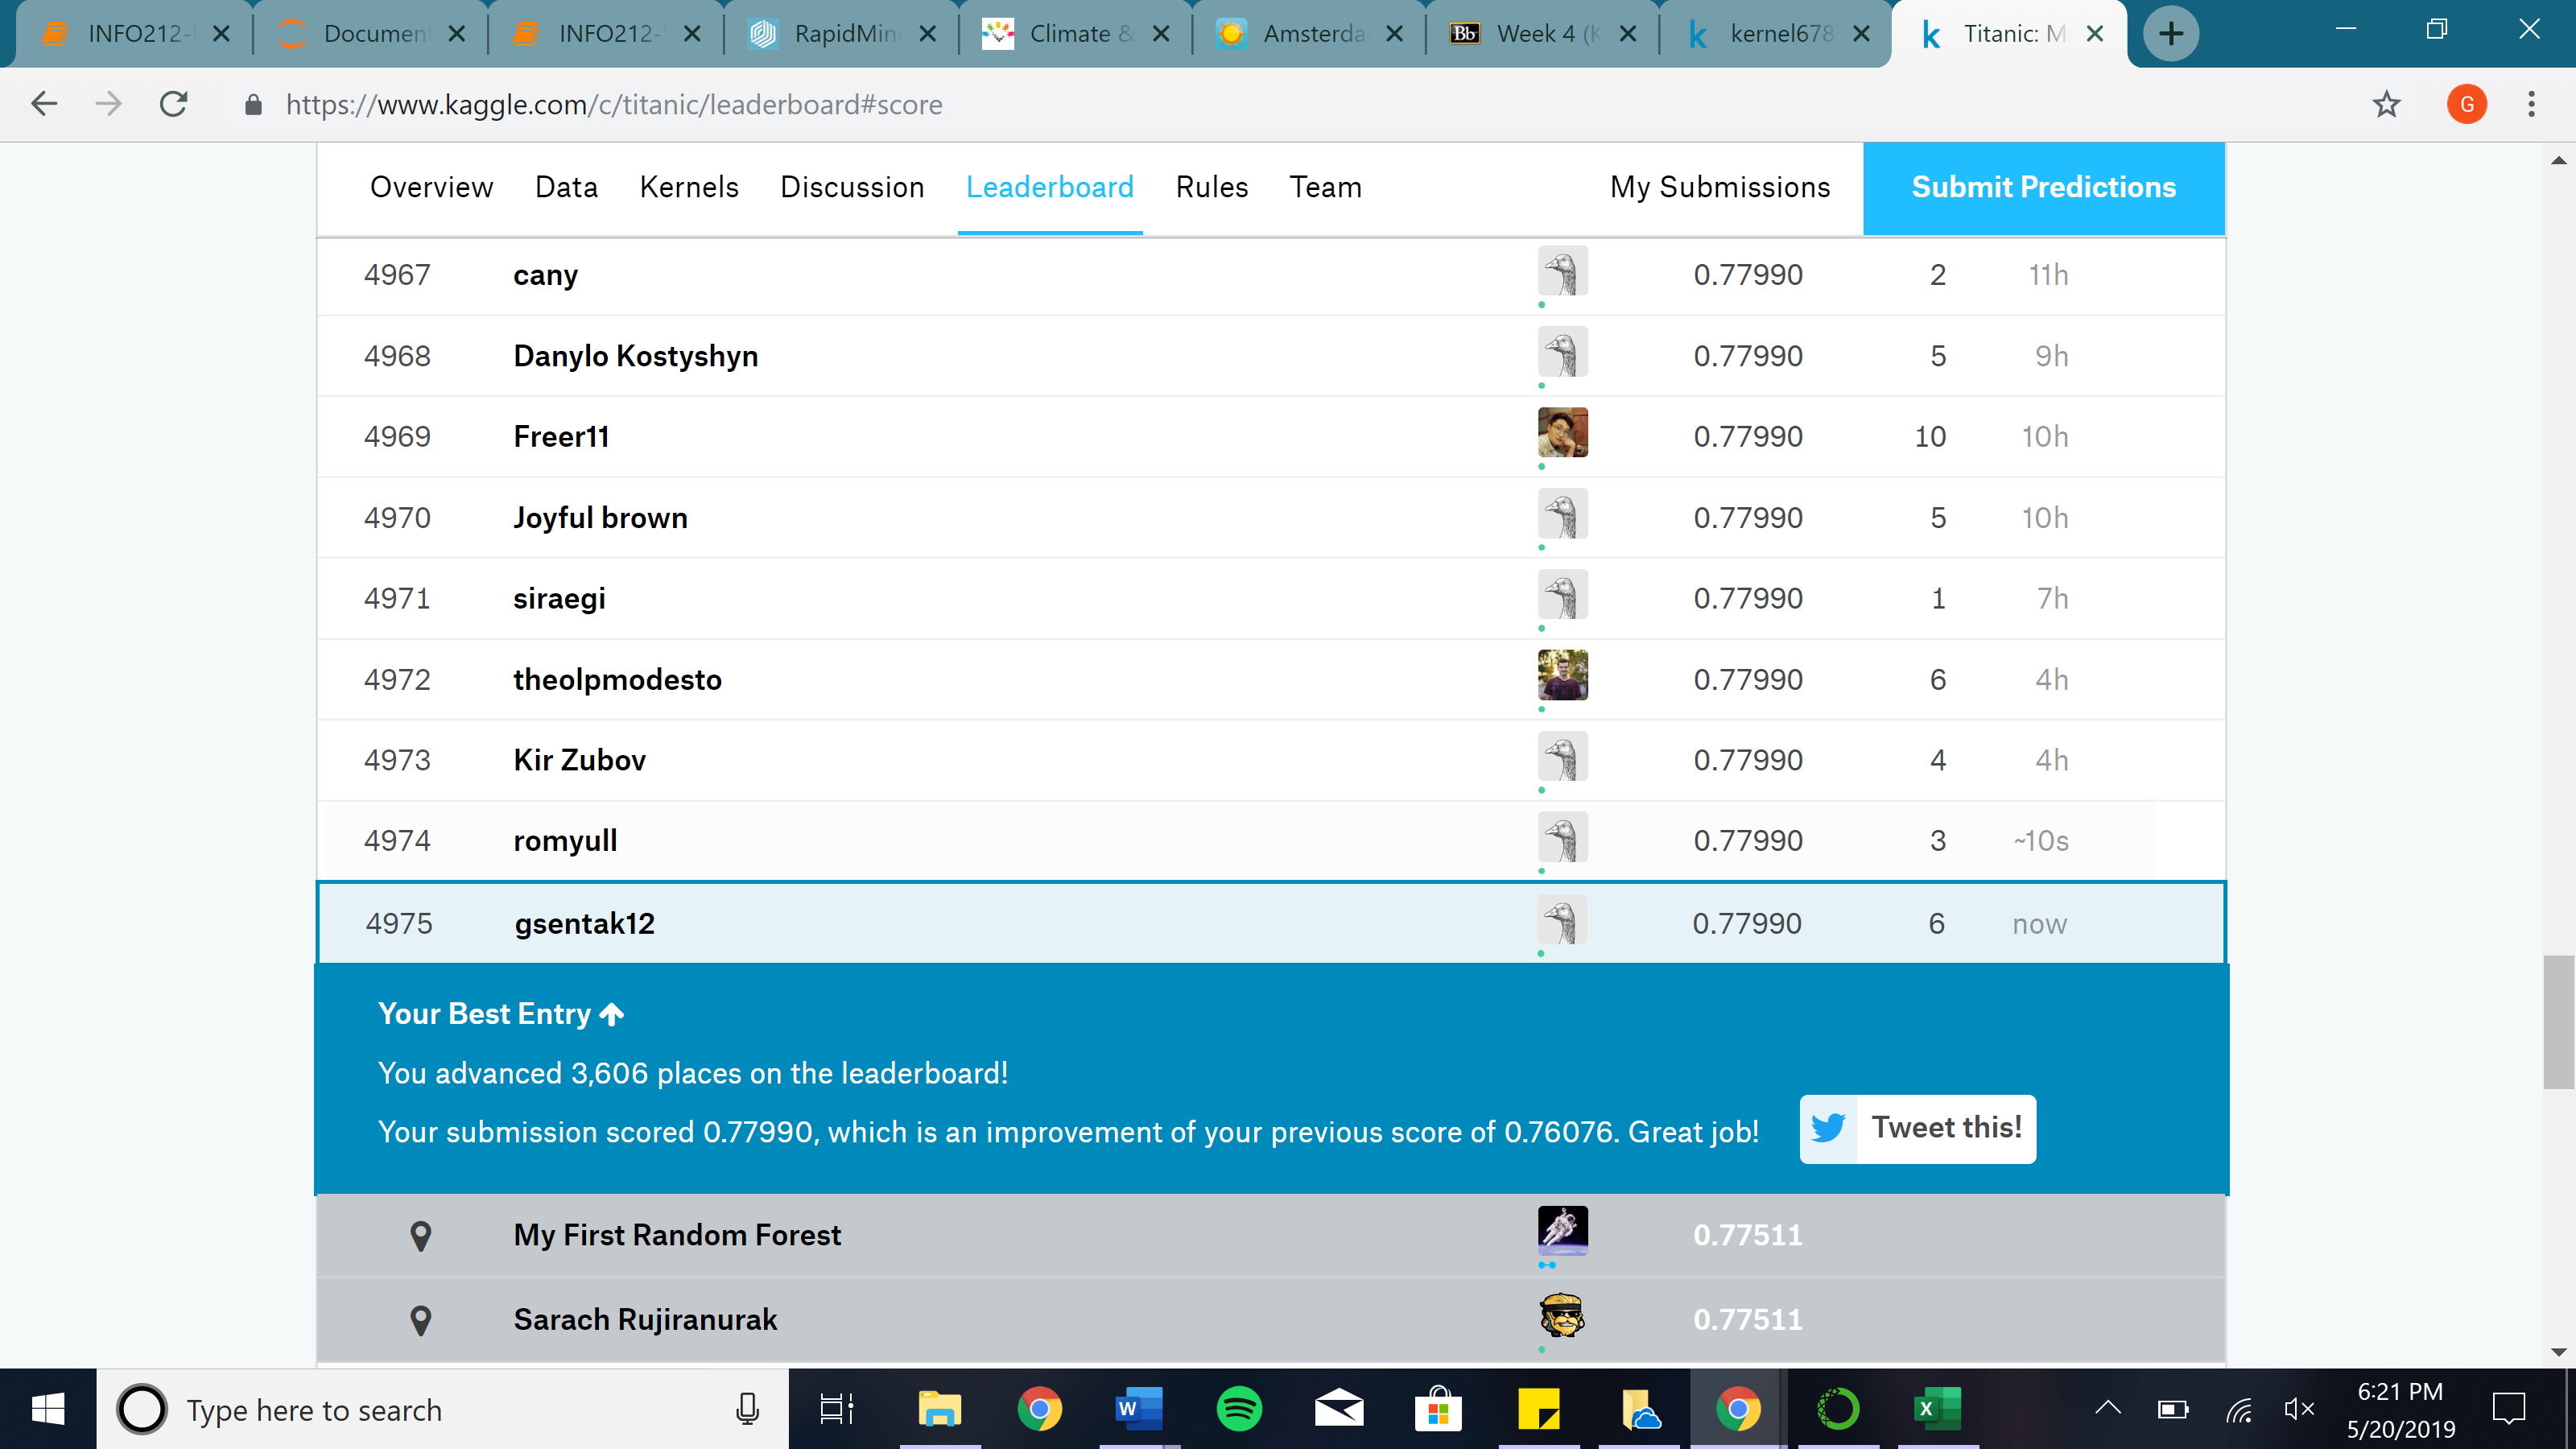 INFO212-
Documen
INFO212-
RapidMin
Climate &
Amsterda
Bb
Week 4 (K
k
kernel678
k
Titanic: M
https://www.kaggle.com/c/titanic/leaderboard#score
G
Overview Data Kernels Discussion Leaderboard Rules Team My Submissions Submit Predictions
4967 cany 0.77990 2 11h
4968 Danylo Kostyshyn 0.77990 5 9h
4969 Freer11 0.77990 10 10h
4970 Joyful brown 0.77990 5 10h
4971 siraegi 0.77990 1 7h
4972 theolpmodesto 0.77990 6 4h
4973 Kir Zubov 0.77990 4 4h
4974 romyull 0.77990 3 ~10s
4975 gsentak12 0.77990 6 now
Your Best Entry
You advanced 3,606 places on the leaderboard!
Your submission scored 0.77990, which is an improvement of your previous score of 0.76076. Great job!
Tweet this!
My First Random Forest 0.77511
Sarach Rujiranurak 0.77511
Type here to search
W
X
6:21 PM
5/20/2019